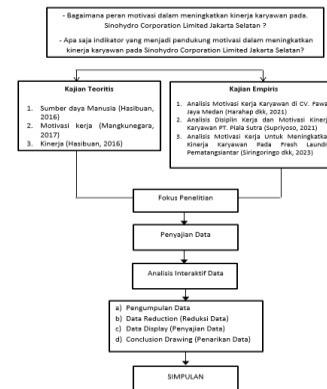 - Bagaimana peran motivasi dalam meningkatkan kinerja karyawan pada.
Sinohydro Corporation Limited Jakarta Selatan ?
- Apa saja indikator yang menjadi pendukung motivasi dalam meningkatkan
kinerja karyawan pada Sinohydro Corporation Limited Jakarta Selatan?
Kajian Teoritis
1. Sumber daya Manusia (Hasibuan,
2016)
2. Motivasi kerja (Mangkunegara,
2017)
3. Kinerja (Hasibuan, 2016)
Kajian Empiris
1. Analisis Motivasi Kerja Karyawan di CV. Fawa
Jaya Medan (Harahap dkk, 2021)
2. Analisis Disiplin Kerja dan Motivasi Kinerj
Karyawan PT. Piala Sutra (Supriyoso, 2021)
3. Analisis Motivasi Kerja Untuk Meningkatka
Kinerja Karyawan Pada Fresh Laundr
Pematangsiantar (Siringoringo dkk, 2023)
Fokus Penelitian
Penyajian Data
Analisis Interaktif Data
a) Pengumpulan Data
b) Data Reduction (Reduksi Data)
c) Data Display (Penyajian Data)
d) Conclusion Drawing (Penarikan Data)
SIMPULAN